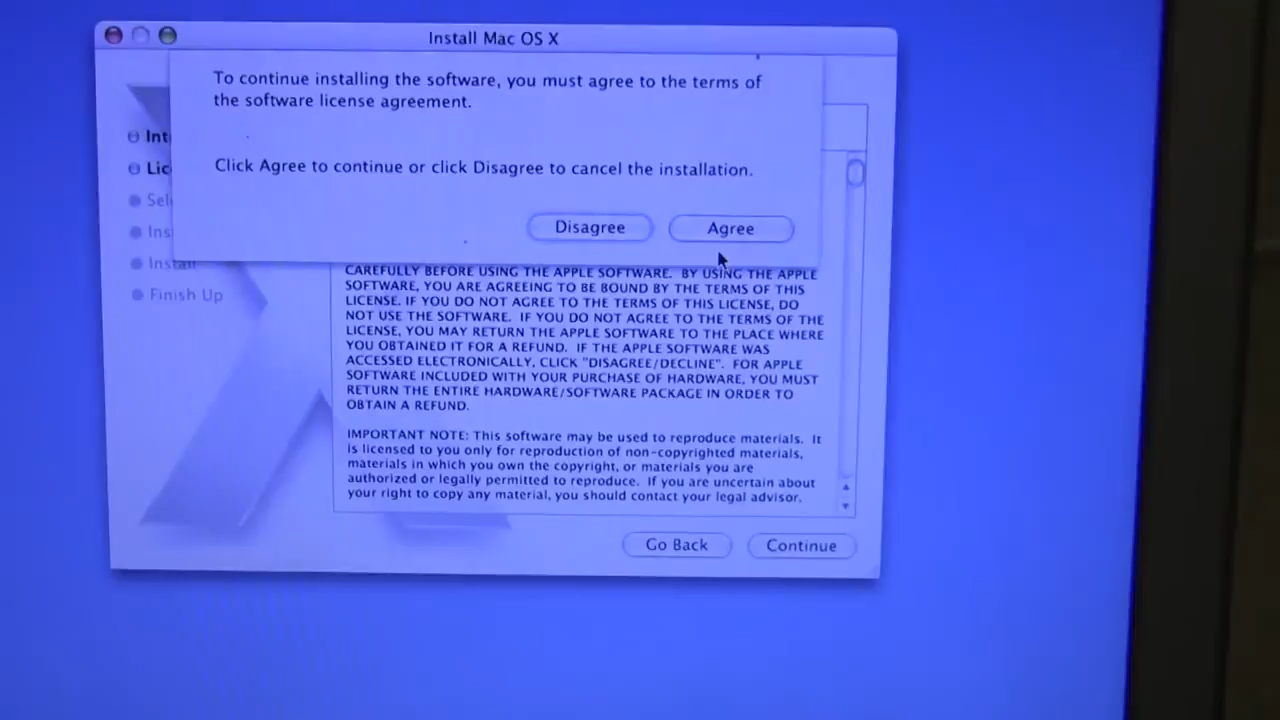 Install Mac OS X
To continue installing the software, you must agree to the terms of
the software license agreement.
Click Agree to continue or click Disagree to cancel the installation.
Disagree
Agree
Int
Lic
Sel
Ins
Install
Finish Up
CAREFULLY BEFORE USING THE APPLE SOFTWARE. BY USING THE APPLE
SOFTWARE, YOU ARE AGREEING TO BE BOUND BY THE TERMS OF THIS
LICENSE. IF YOU DO NOT AGREE TO THE TERMS OF THIS LICENSE, DO
NOT USE THE SOFTWARE. IF YOU DO NOT AGREE TO THE TERMS OF THE
LICENSE, YOU MAY RETURN THE APPLE SOFTWARE TO THE PLACE WHERE
YOU OBTAINED IT FOR A REFUND. IF THE APPLE SOFTWARE WAS
ACCESSED ELECTRONICALLY, CLICK "DISAGREE/DECLINE". FOR APPLE
SOFTWARE INCLUDED WITH YOUR PURCHASE OF HARDWARE, YOU MUST
RETURN THE ENTIRE HARDWARE/SOFTWARE PACKAGE IN ORDER TO
OBTAIN A REFUND.
IMPORTANT NOTE: This software may be used to reproduce materials. It
is licensed to you only for reproduction of non-copyrighted materials,
materials in which you own the copyright, or materials you are
authorized or legally permitted to reproduce. If you are uncertain about
your right to copy any material, you should contact your legal advisor.
Go Back
Continue